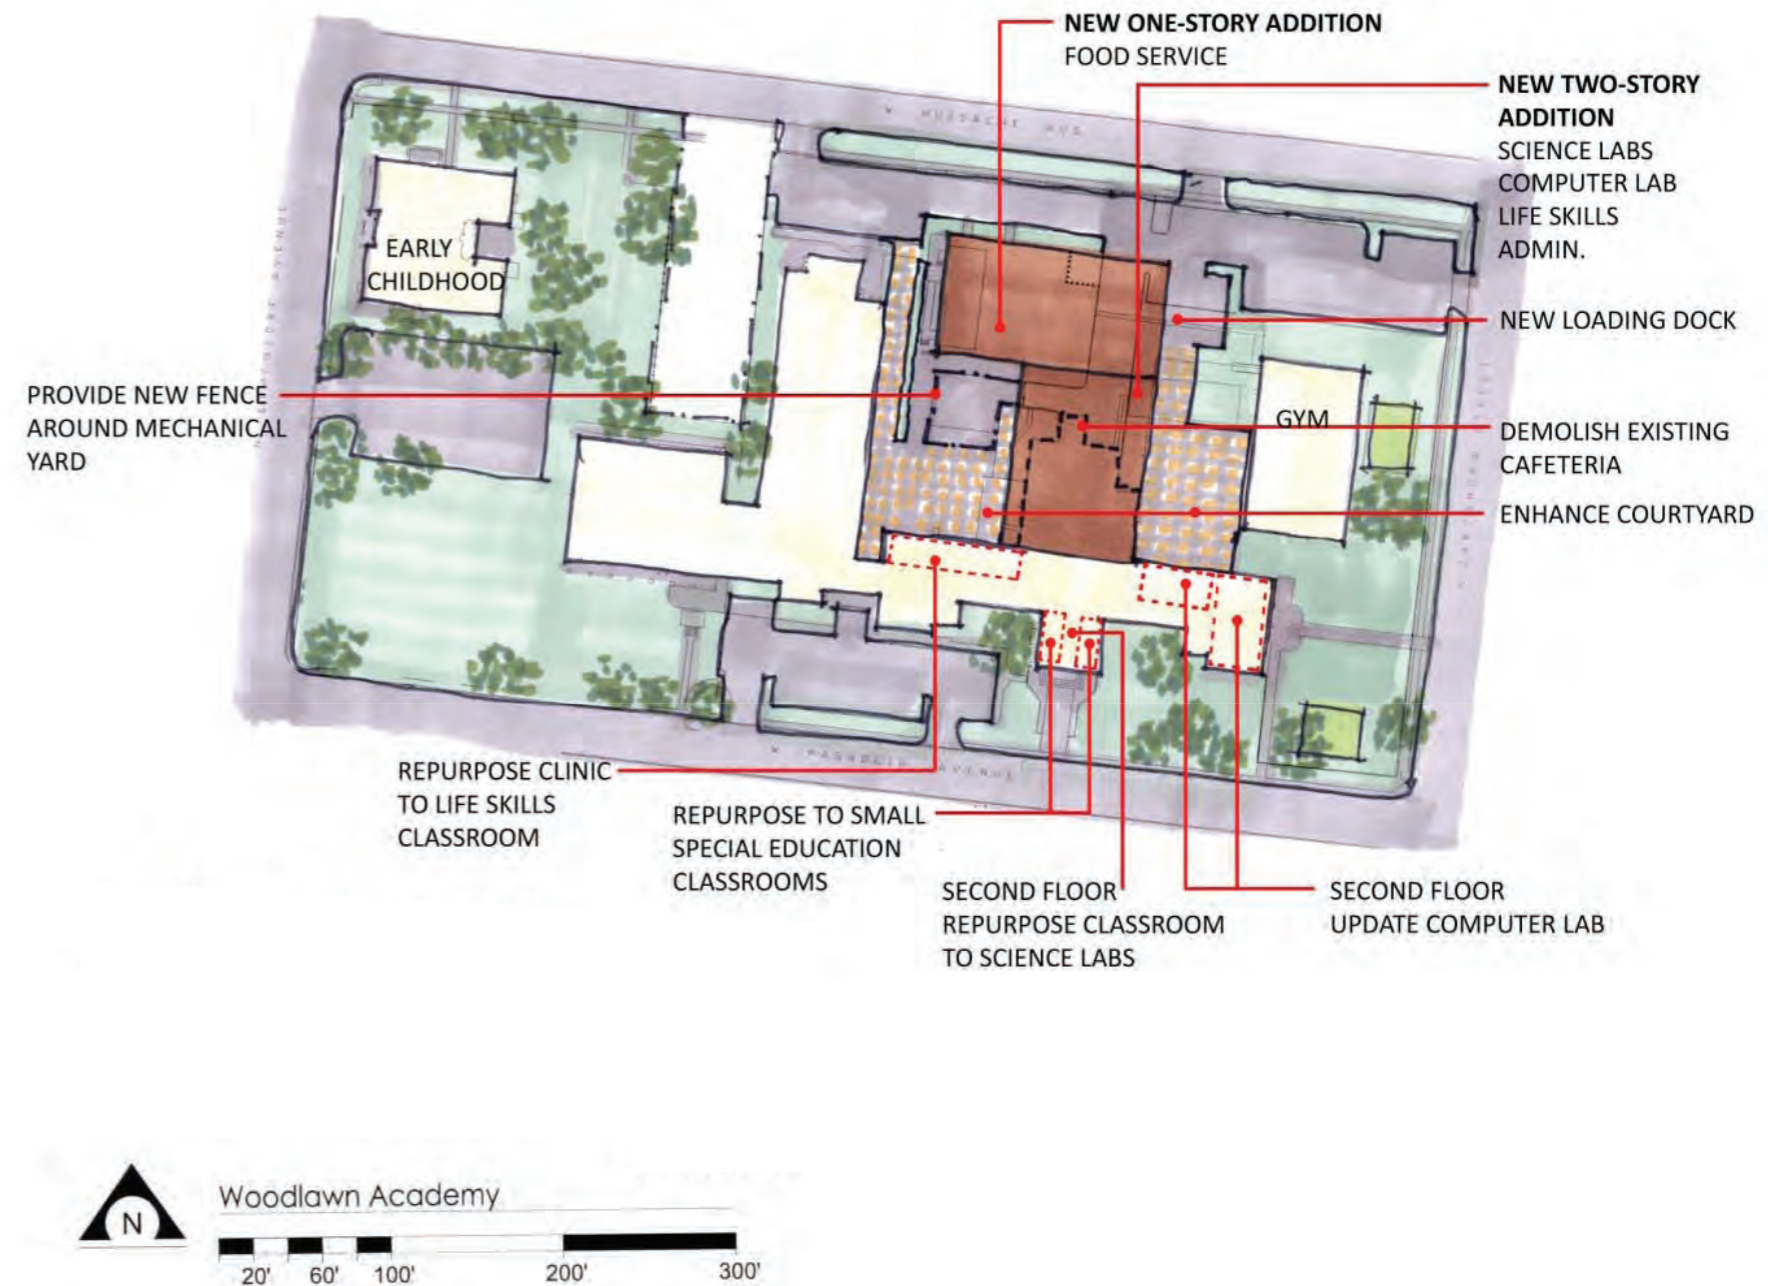 NEW ONE-STORY ADDITION
FOOD SERVICE
NEW TWO-STORY
ADDITION
SCIENCE LABS
COMPUTER LAB
LIFE SKILLS
ADMIN.
EARLY
CHILDHOOD
NEW LOADING DOCK
PROVIDE NEW FENCE
AROUND MECHANICAL
YARD
GYM
DEMOLISH EXISTING
CAFETERIA
ENHANCE COURTYARD
REPURPOSE CLINIC
TO LIFE SKILLS
CLASSROOM
REPURPOSE TO SMALL
SPECIAL EDUCATION
CLASSROOMS
SECOND FLOOR
REPURPOSE CLASSROOM
TO SCIENCE LABS
SECOND FLOOR
UPDATE COMPUTER LAB
N
Woodlawn Academy
20' 60' 100' 200' 300'